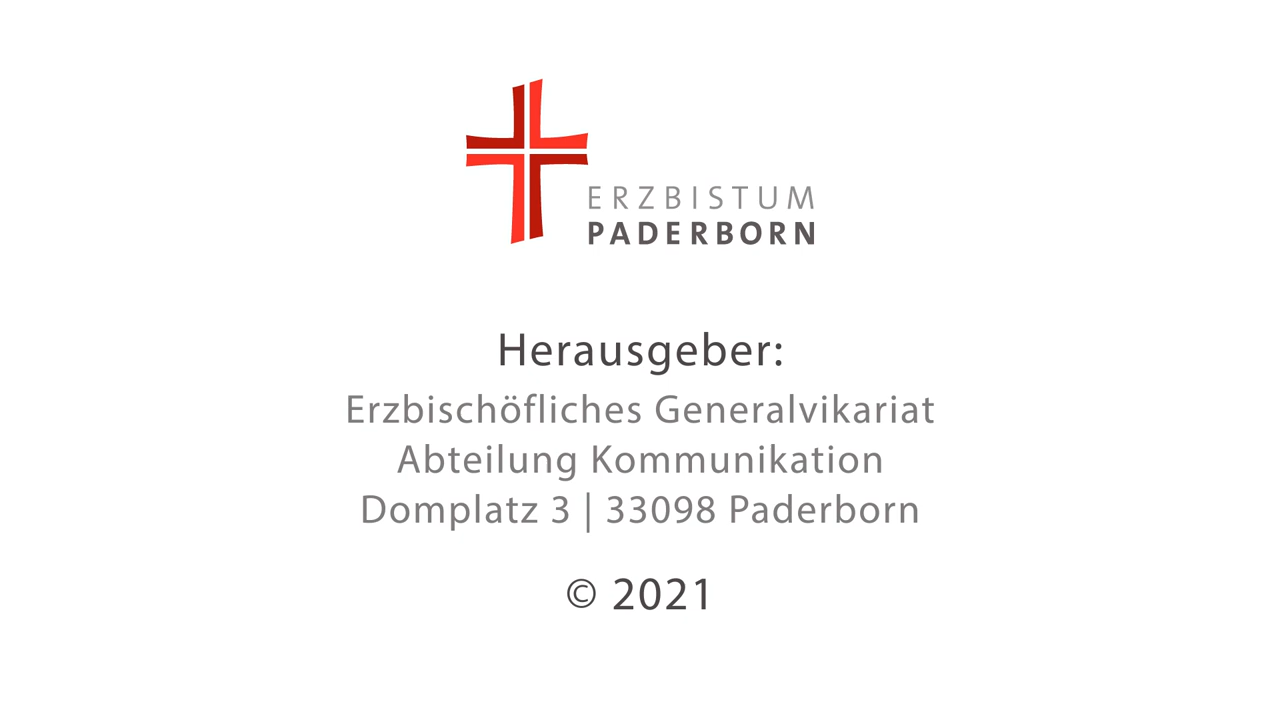 ERZBISTUM
PADERBORN
Herausgeber:
Erzbischöfliches Generalvikariat
Abteilung Kommunikation
Domplatz 3 | 33098 Paderborn
© 2021